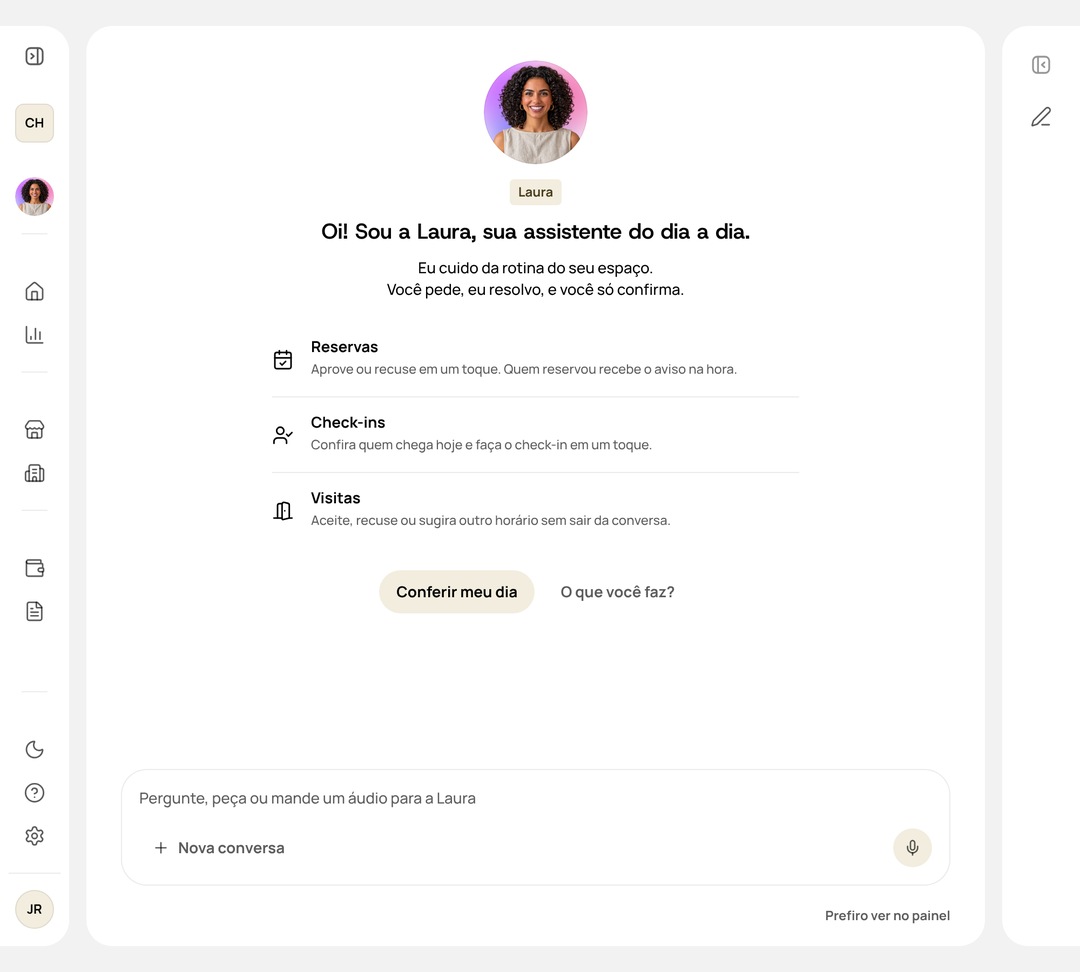 CH
Laura
Oi! Sou a Laura, sua assistente do dia a dia.
Eu cuido da rotina do seu espaço.
Você pede, eu resolvo, e você só confirma.
Reservas
Aprove ou recuse em um toque. Quem reservou recebe o aviso na hora.
Check-ins
Confira quem chega hoje e faça o check-in em um toque.
Visitas
Aceite, recuse ou sugira outro horário sem sair da conversa.
Conferir meu dia
O que você faz?
Pergunte, peça ou mande um áudio para a Laura
Nova conversa
JR
Prefiro ver no painel